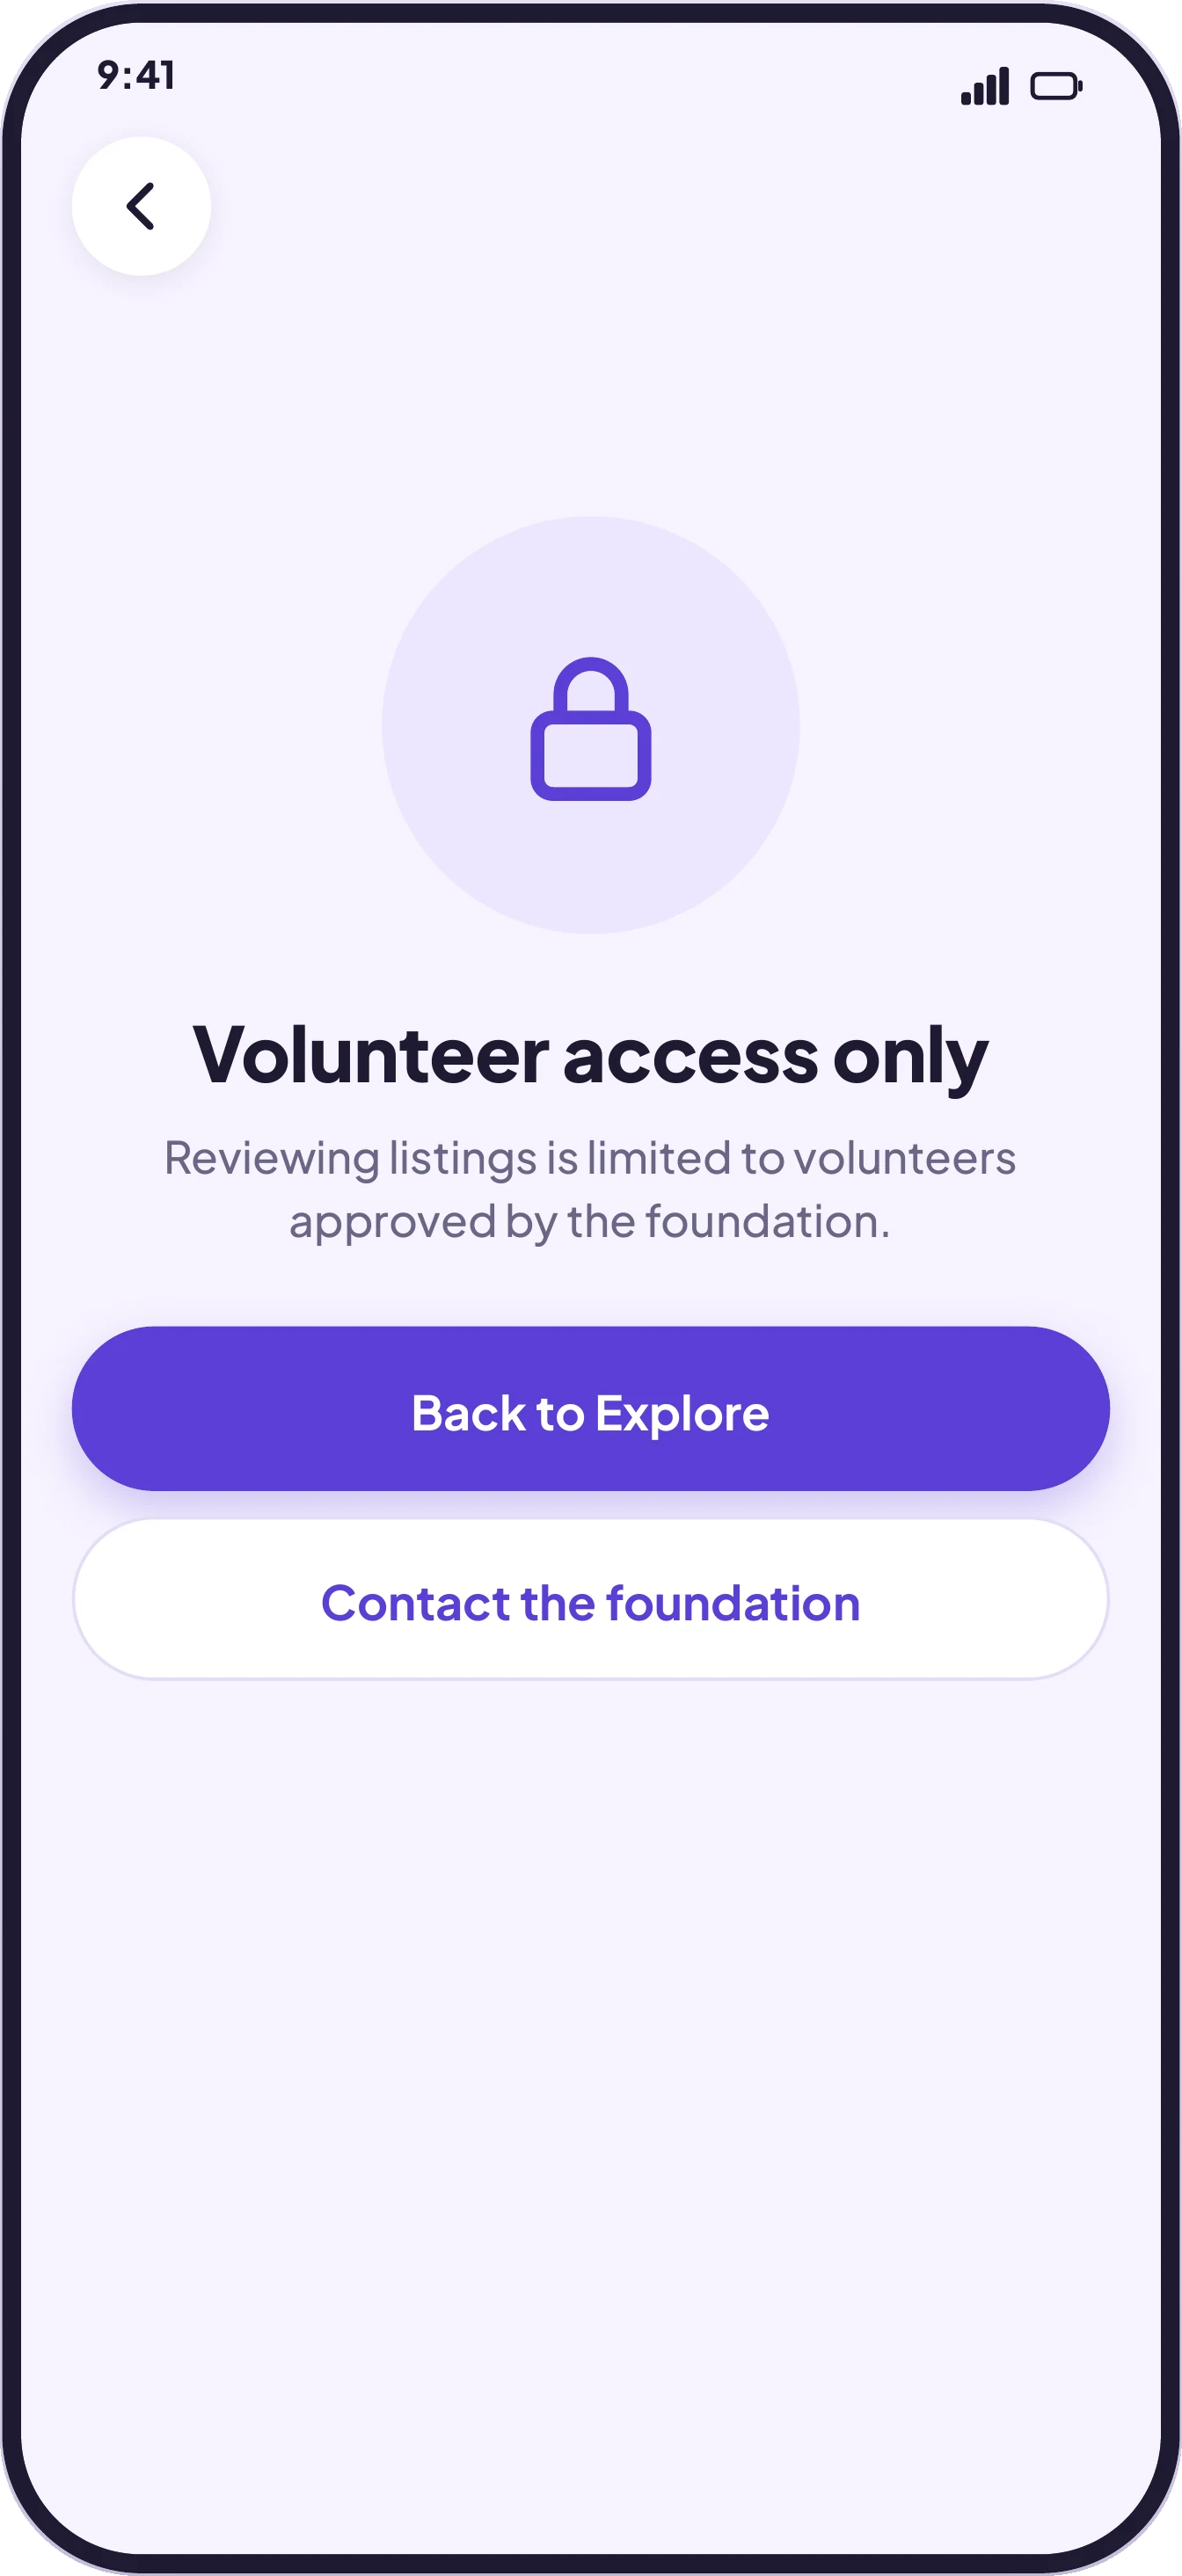 9:41
Volunteer access only
Reviewing listings is limited to volunteers
approved by the foundation.
Back to Explore
Contact the foundation